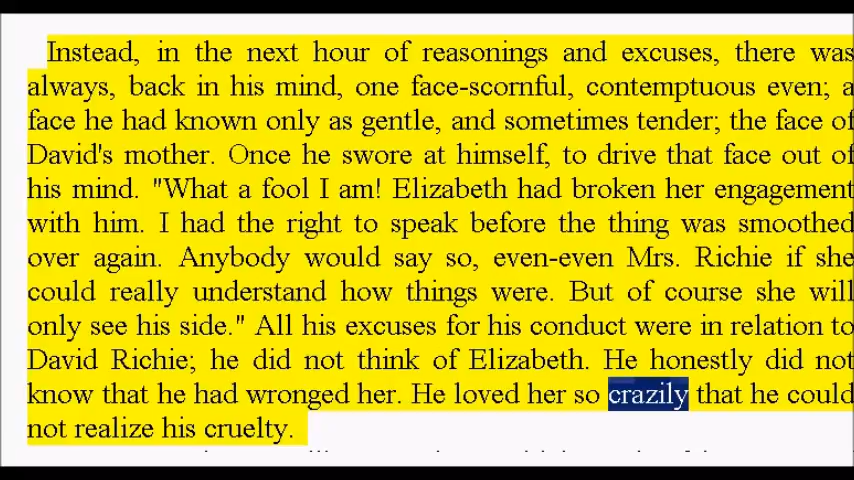 Instead, in the next hour of reasonings and excuses, there was
always, back in his mind, one face-scornful, contemptuous even; a
face he had known only as gentle, and sometimes tender; the face of
David's mother. Once he swore at himself, to drive that face out of
his mind. "What a fool I am! Elizabeth had broken her engagement
with him. I had the right to speak before the thing was smoothed
over again. Anybody would say so, even-even Mrs. Richie if she
could really understand how things were. But of course she will
only see his side." All his excuses for his conduct were in relation to
David Richie; he did not think of Elizabeth. He honestly did not
know that he had wronged her. He loved her so crazily that he could
not realize his cruelty.